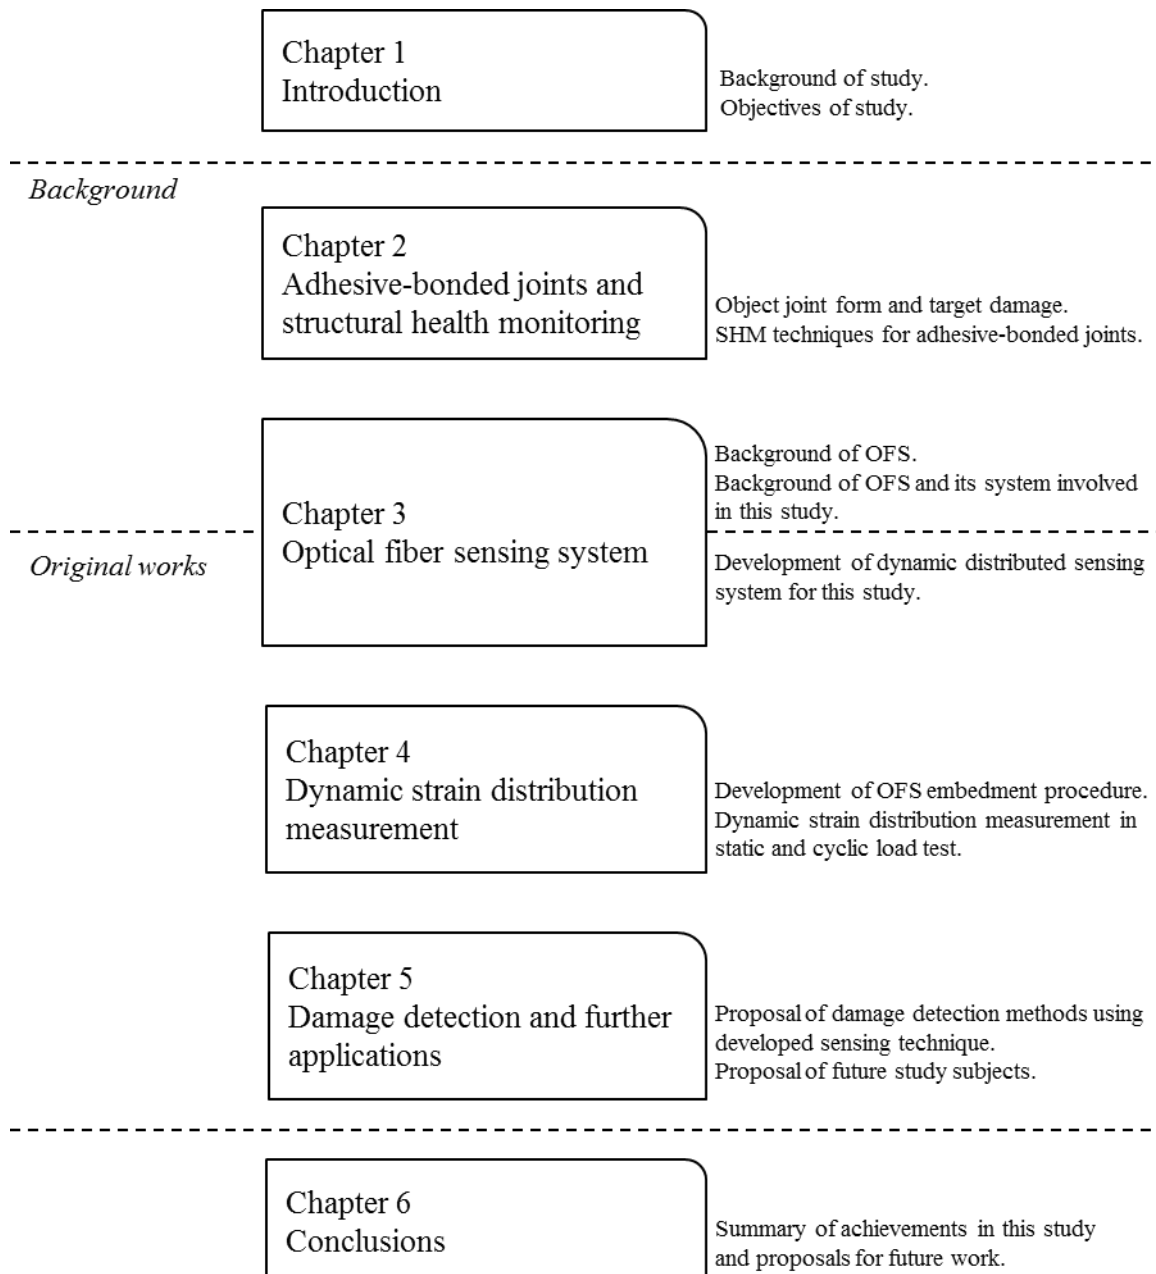 Chapter 1
Introduction
Background of study.
Objectives of study.
Background
Chapter 2
Adhesive-bonded joints and
structural health monitoring
Object joint form and target damage.
SHM techniques for adhesive-bonded joints.
Chapter 3
Optical fiber sensing system
Background of OFS.
Background of OFS and its system involved
in this study.
Original works
Development of dynamic distributed sensing
system for this study.
Chapter 4
Dynamic strain distribution
measurement
Development of OFS embedment procedure.
Dynamic strain distribution measurement in
static and cyclic load test.
Chapter 5
Damage detection and further
applications
Proposal of damage detection methods using
developed sensing technique.
Proposal of future study subjects.
Chapter 6
Conclusions
Summary of achievements in this study
and proposals for future work.